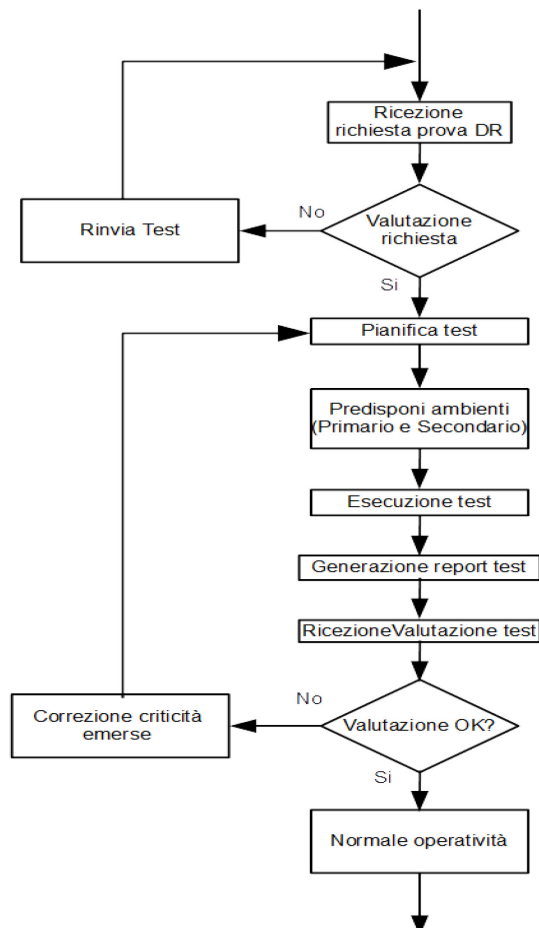 Ricezione
richiesta prova DR
No
Valutazione
richiesta
Rinvia Test
Si
Pianifica test
Predisponi ambienti
(Primario e Secondario)
Esecuzione test
Generazione report test
RicezioneValutazione test
No
Correzione criticità
emerse
Valutazione OK?
Si
Normale operatività